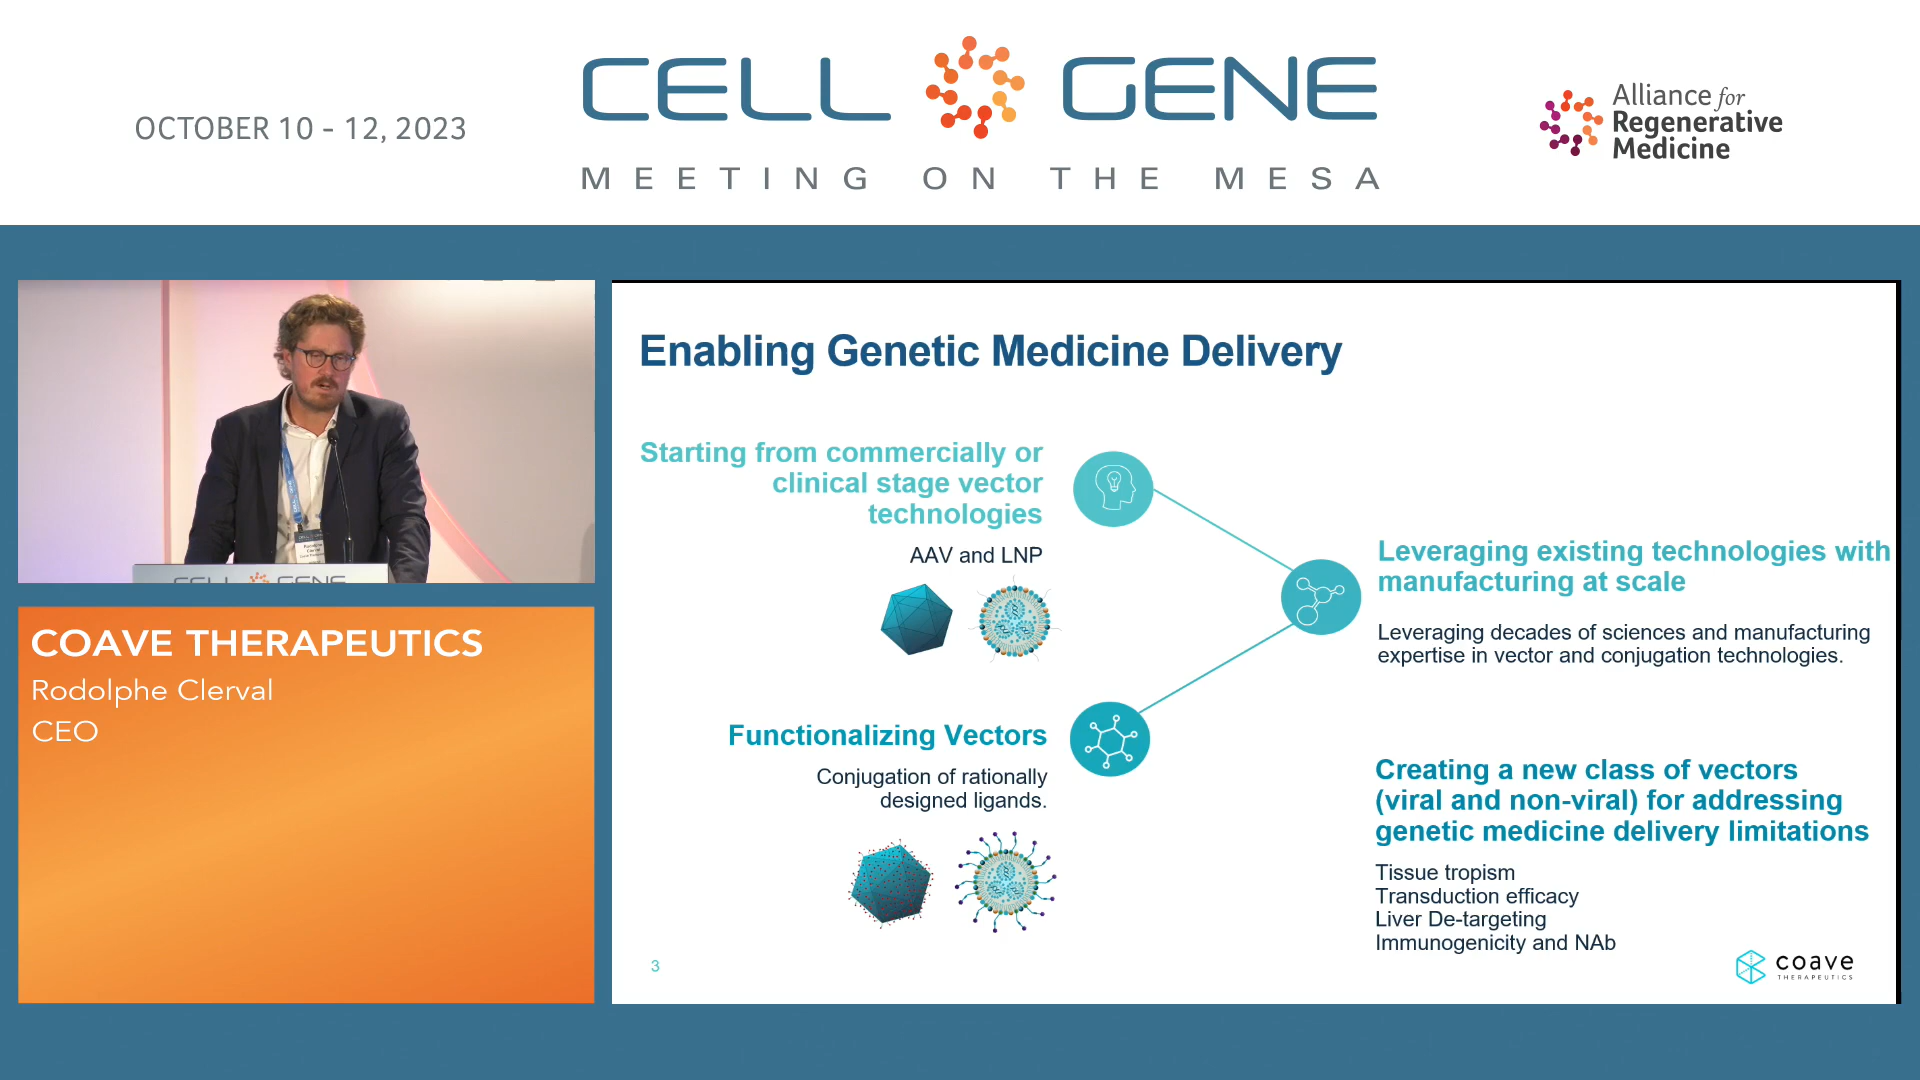 OCTOBER 10 - 12, 2023
CELL GENE
MEETING ON THE MESA
Alliance for
Regenerative
Medicine
CELL GENE
COAVE THERAPEUTICS
Rodolphe Clerval
CEO
Enabling Genetic Medicine Delivery
Starting from commercially or
clinical stage vector
technologies
AAV and LNP
Functionalizing Vectors
Conjugation of rationally
designed ligands.
Leveraging existing technologies with
manufacturing at scale
Leveraging decades of sciences and manufacturing
expertise in vector and conjugation technologies.
Creating a new class of vectors
(viral and non-viral) for addressing
genetic medicine delivery limitations
Tissue tropism
Transduction efficacy
Liver De-targeting
Immunogenicity and NAb
3
coave
THERAPEUTICS